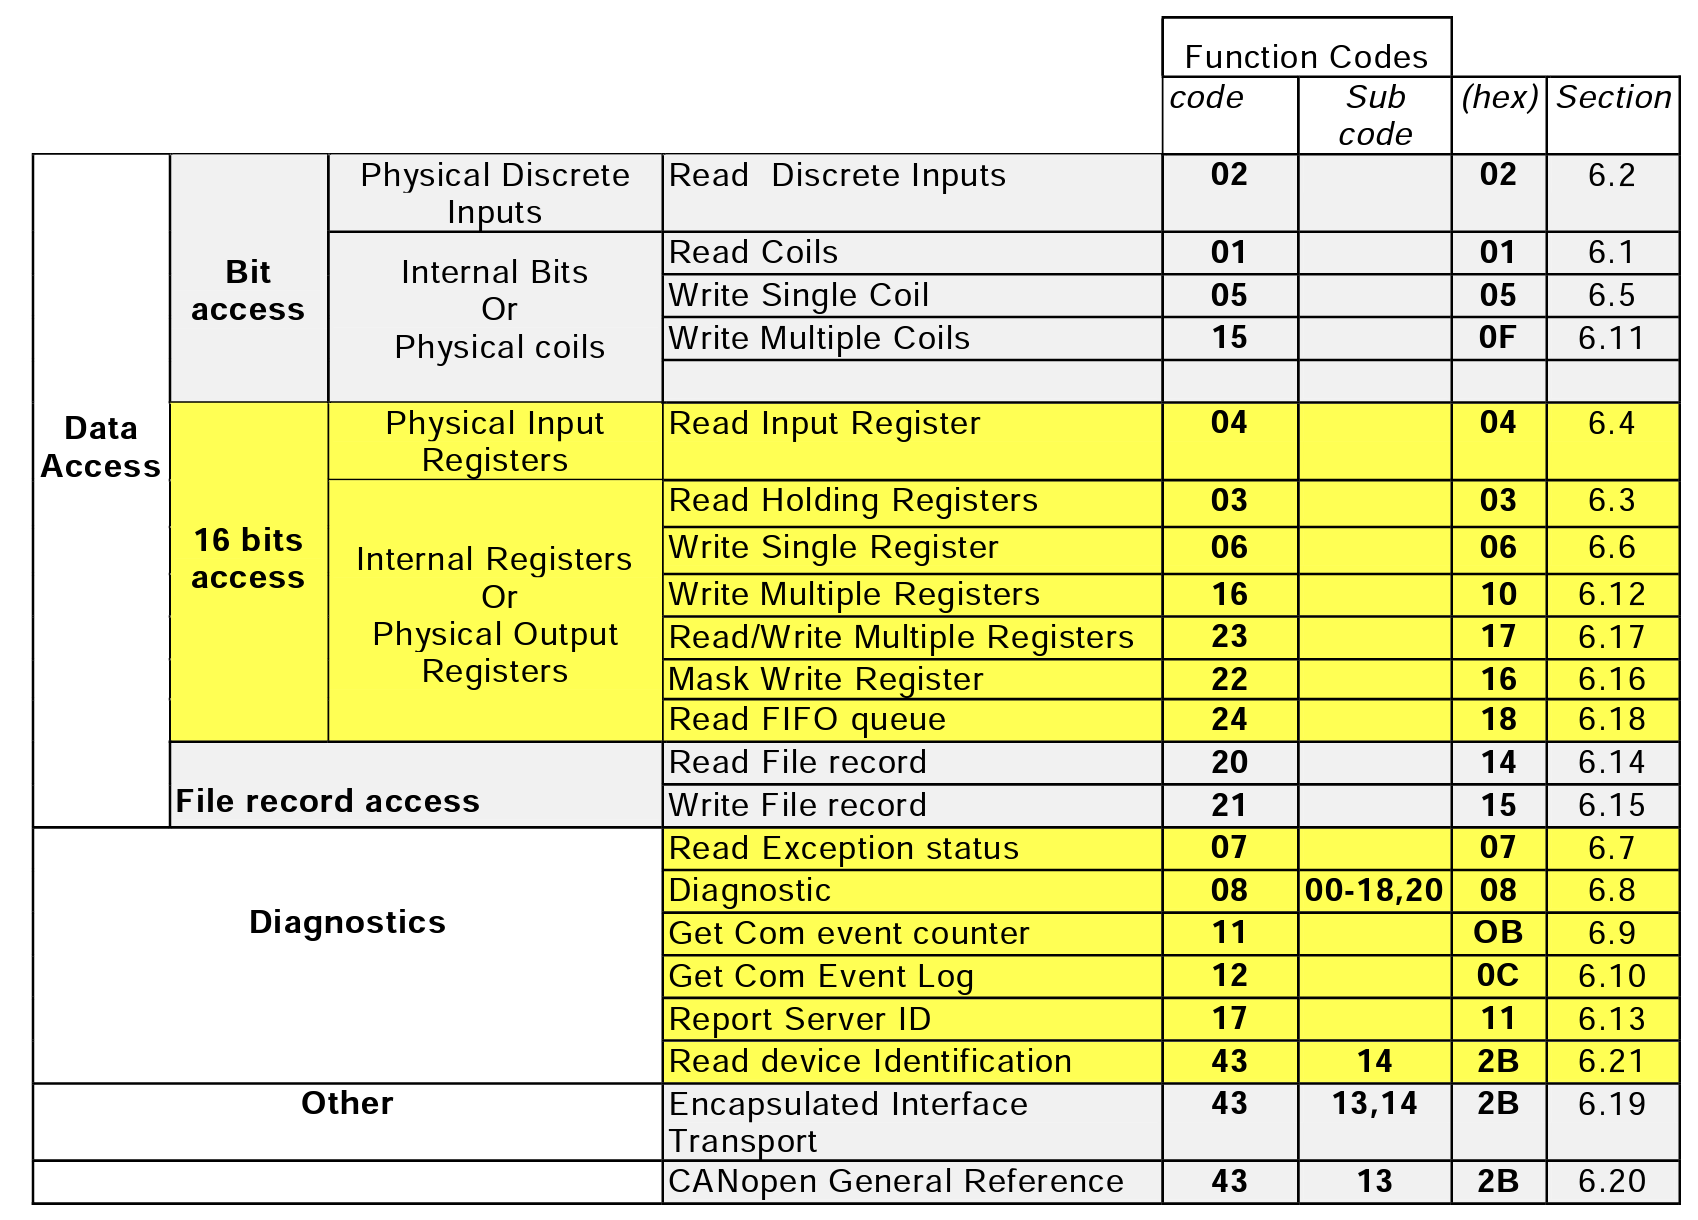 Function Codes
code Sub code (hex) Section
Data Access
Bit access
Physical Discrete Inputs
Read Discrete Inputs 02 02 6.2
Internal Bits
Or
Physical coils
Read Coils 01 01 6.1
Write Single Coil 05 05 6.5
Write Multiple Coils 15 0F 6.11
16 bits access
Physical Input Registers
Read Input Register 04 04 6.4
Internal Registers
Or
Physical Output Registers
Read Holding Registers 03 03 6.3
Write Single Register 06 06 6.6
Write Multiple Registers 16 10 6.12
Read/Write Multiple Registers 23 17 6.17
Mask Write Register 22 16 6.16
Read FIFO queue 24 18 6.18
File record access
Read File record 20 14 6.14
Write File record 21 15 6.15
Diagnostics
Read Exception status 07 07 6.7
Diagnostic 08 00-18,20 08 6.8
Get Com event counter 11 OB 6.9
Get Com Event Log 12 0C 6.10
Report Server ID 17 11 6.13
Read device Identification 43 14 2B 6.21
Other
Encapsulated Interface Transport 43 13,14 2B 6.19
CANopen General Reference 43 13 2B 6.20